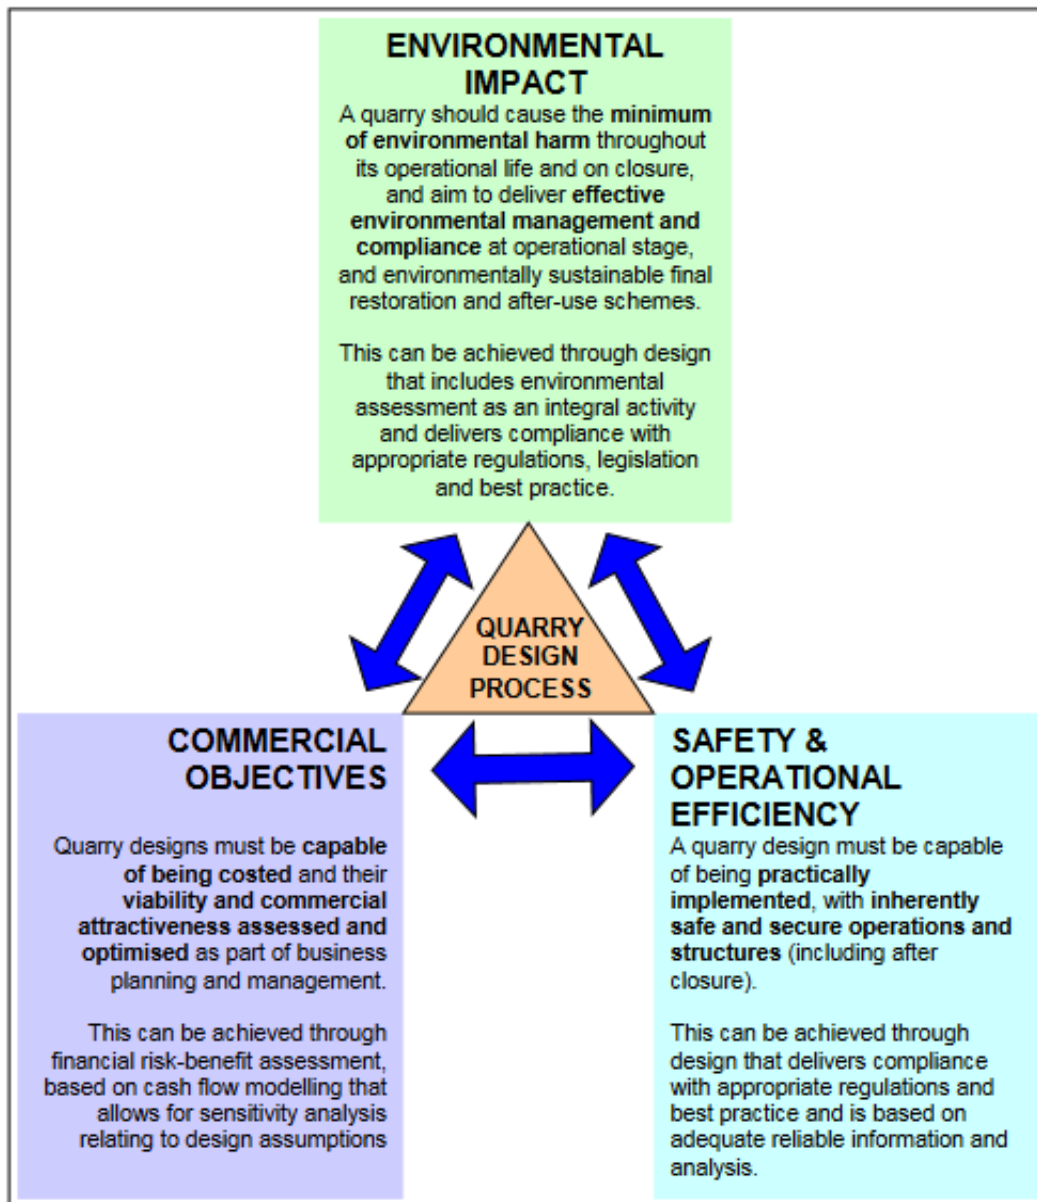 ENVIRONMENTAL
IMPACT
A quarry should cause the minimum
of environmental harm throughout
its operational life and on closure,
and aim to deliver effective
environmental management and
compliance at operational stage,
and environmentally sustainable final
restoration and after-use schemes.
This can be achieved through design
that includes environmental
assessment as an integral activity
and delivers compliance with
appropriate regulations, legislation
and best practice.
QUARRY
DESIGN
PROCESS
COMMERCIAL
OBJECTIVES
Quarry designs must be capable
of being costed and their
viability and commercial
attractiveness assessed and
optimised as part of business
planning and management.
This can be achieved through
financial risk-benefit assessment,
based on cash flow modelling that
allows for sensitivity analysis
relating to design assumptions
SAFETY &
OPERATIONAL
EFFICIENCY
A quarry design must be capable
of being practically
implemented, with inherently
safe and secure operations and
structures (including after
closure).
This can be achieved through
design that delivers compliance
with appropriate regulations and
best practice and is based on
adequate reliable information and
analysis.